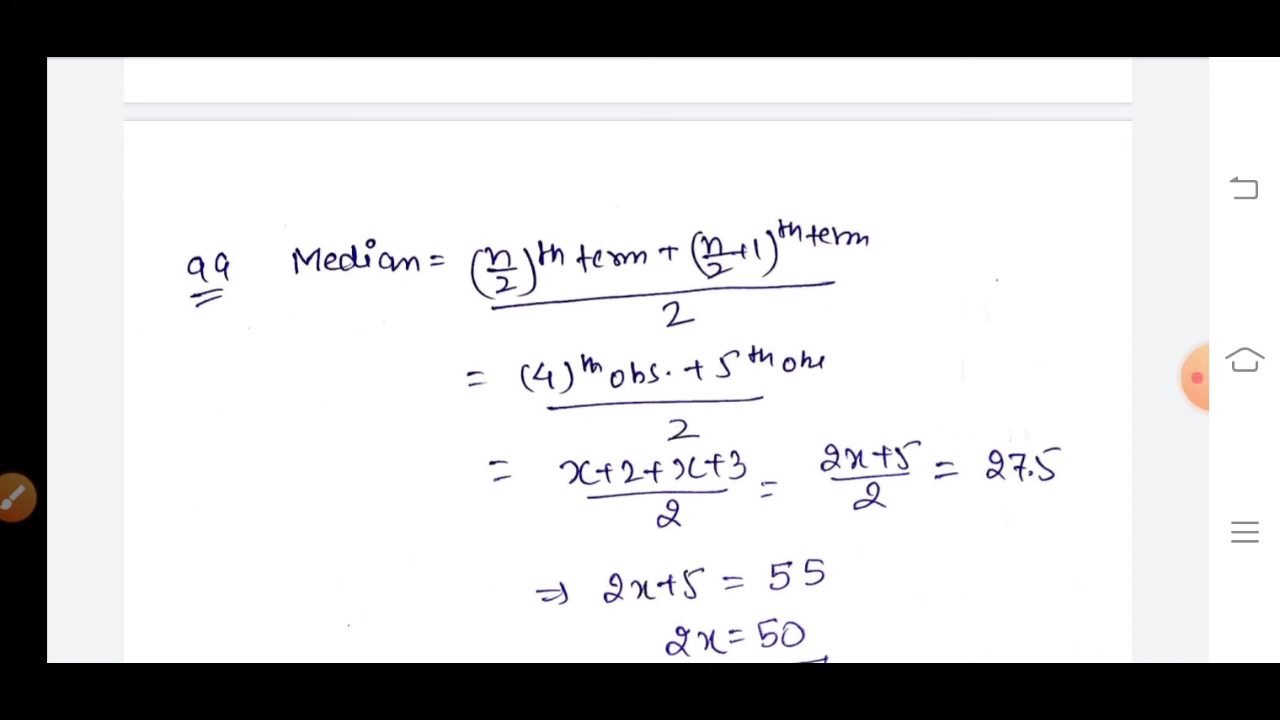 99 Median = (n/2)th term + (n/2+1)th term
2
= (4)th obs. + 5th obs
2
= x+2+x+3 / 2 = 2x+5 / 2 = 27.5
⇒ 2x+5 = 55
2x = 50